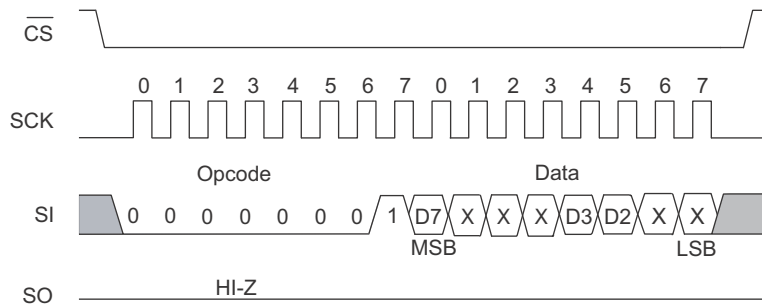 CS
0 1 2 3 4 5 6 7 0 1 2 3 4 5 6 7
SCK
Opcode Data
SI 0 0 0 0 0 0 0 1 D7 X X X D3 D2 X X
MSB LSB
HI-Z
SO